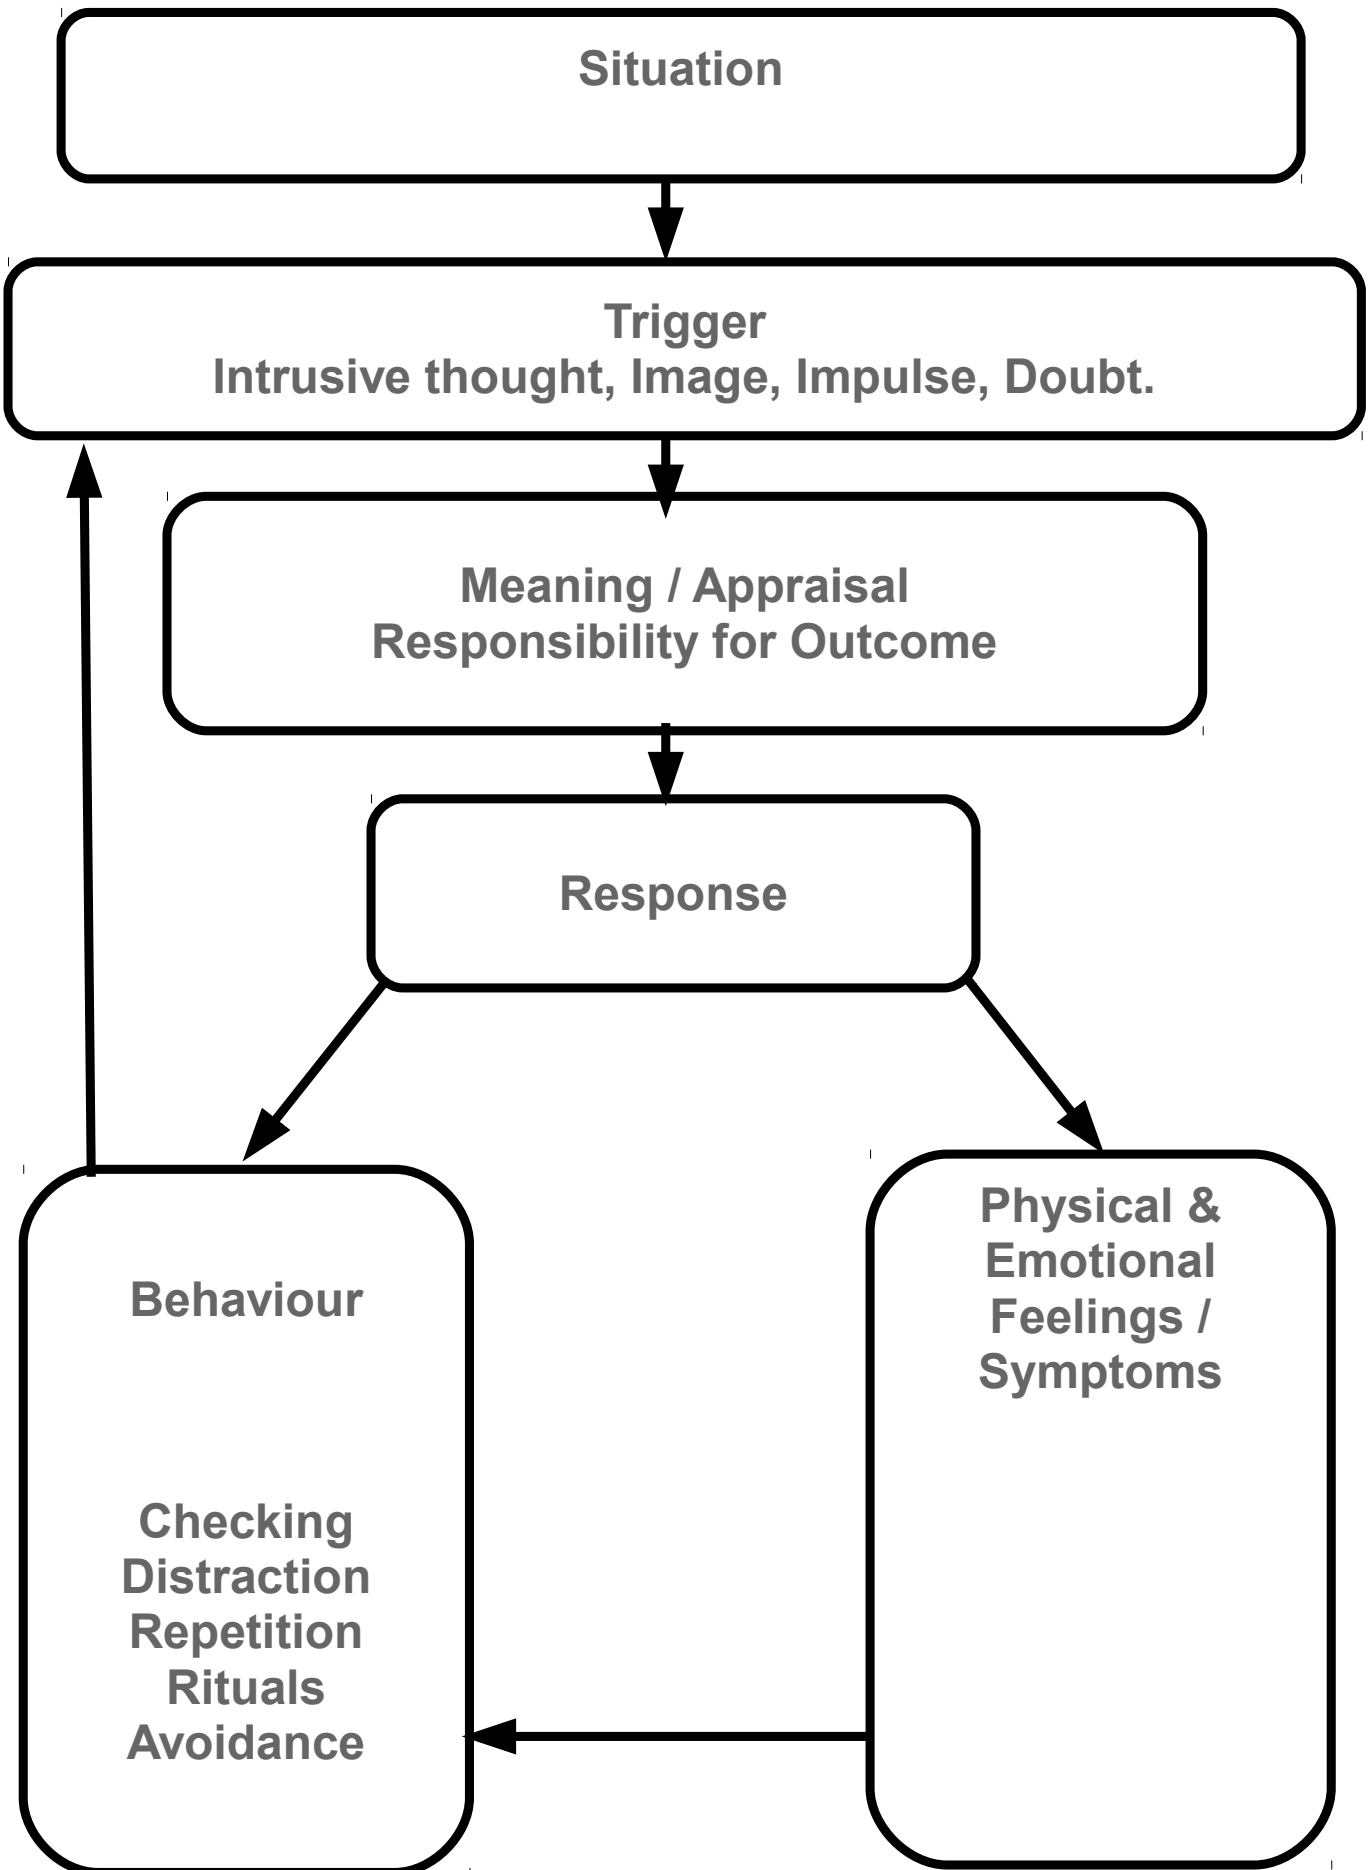 Situation
Trigger
Intrusive thought, Image, Impulse, Doubt.
Meaning / Appraisal
Responsibility for Outcome
Response
Behaviour
Checking
Distraction
Repetition
Rituals
Avoidance
Physical &
Emotional
Feelings /
Symptoms